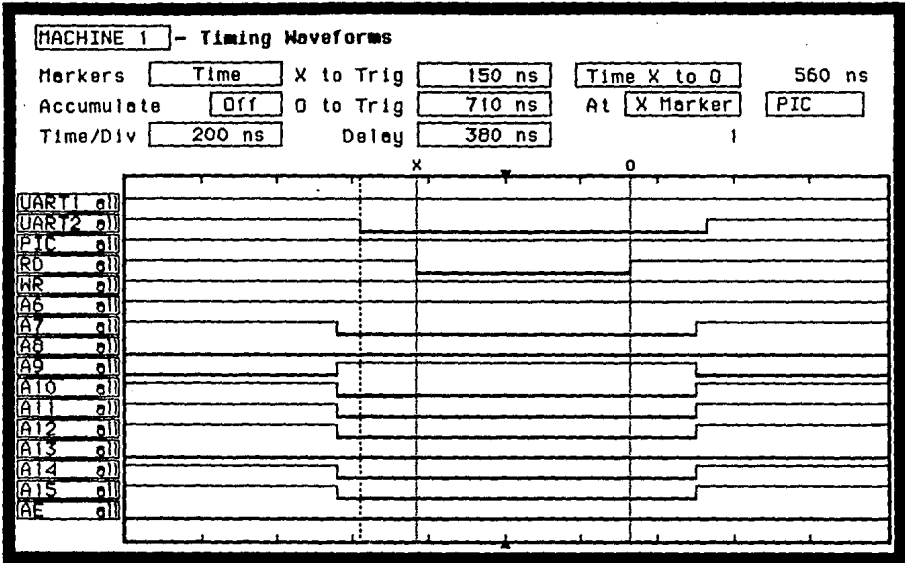 MACHINE 1 - Timing Waveforms
Markers Time X to Trig 150 ns Time X to O 560 ns
Accumulate Off O to Trig 710 ns At X Marker PIC
Time/Div 200 ns Delay 380 ns 1
X O
UART1 all
UART2 all
PIC all
RD all
WR all
A6 all
A7 all
A8 all
A9 all
A10 all
A11 all
A12 all
A13 all
A14 all
A15 all
AE all